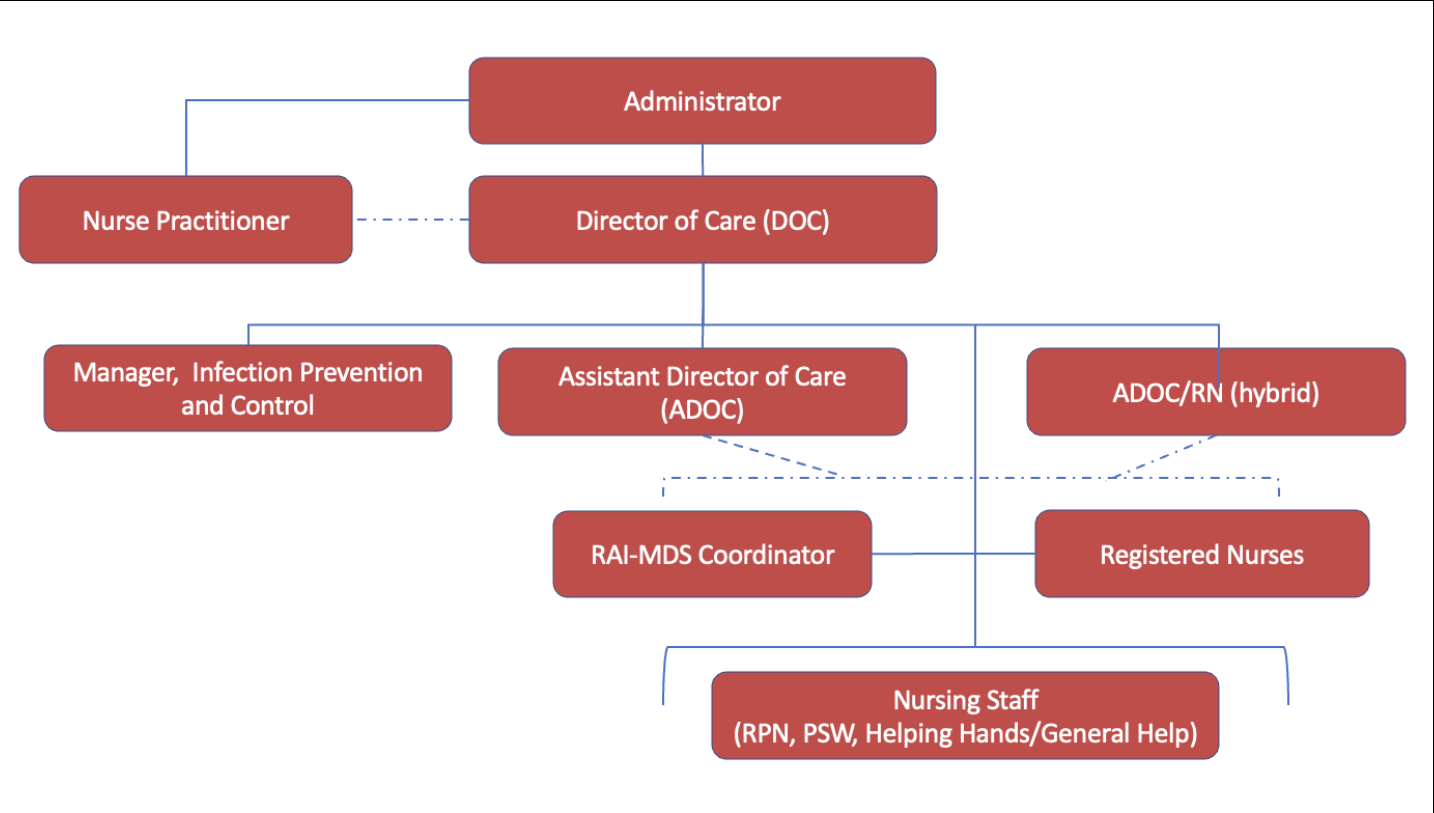 Administrator
Nurse Practitioner
Director of Care (DOC)
Manager,  Infection Prevention
and Control
Assistant Director of Care
(ADOC)
ADOC/RN (hybrid)
RAI-MDS Coordinator
Registered Nurses
Nursing Staff
(RPN, PSW, Helping Hands/General Help)